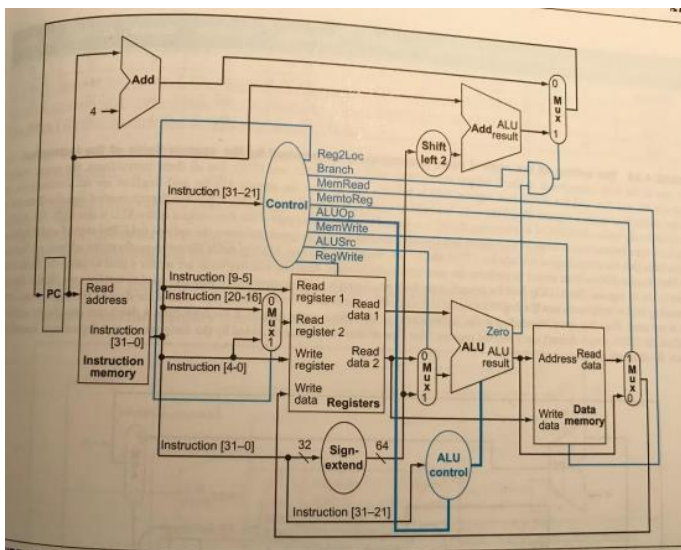 Add
4
0
M
u
x
1
Add ALU
result
Shift
left 2
Reg2Loc
Branch
MemRead
MemtoReg
ALUOp
MemWrite
ALUSrc
RegWrite
Instruction [31–21]
Control
PC
Read
address
Instruction
[31–0]
Instruction
memory
Instruction [9-5]
Instruction [20-16]
0
M
u
x
1
Instruction [4-0]
Read
register 1
Read
register 2
Write
register
Write
data
Read
data 1
Read
data 2
Registers
0
M
u
x
1
Zero
ALU ALU
result
Address
Read
data
Write
data
Data
memory
1
M
u
x
0
Instruction [31–0]
32
Sign-
extend
64
ALU
control
Instruction [31–21]